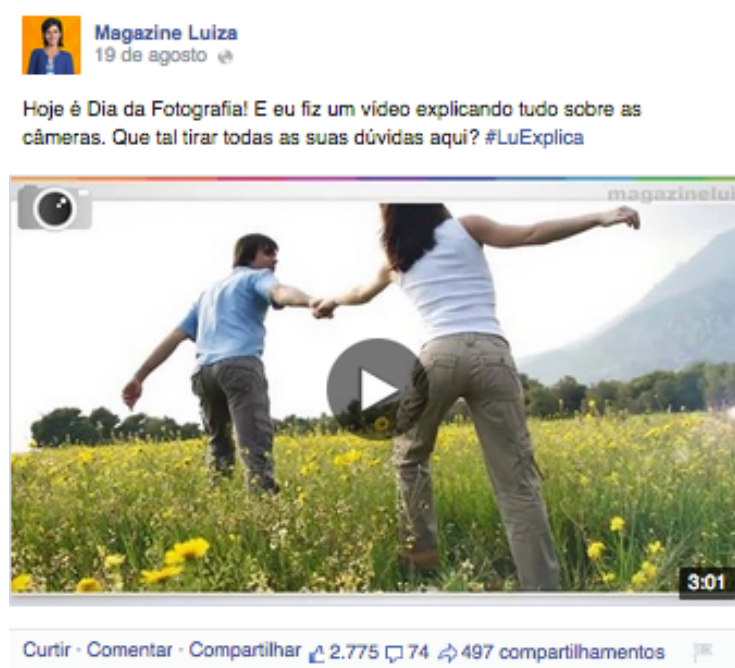 Magazine Luiza
19 de agosto
Hoje é Dia da Fotografia! E eu fiz um vídeo explicando tudo sobre as
câmeras. Que tal tirar todas as suas dúvidas aqui? #LuExplica
magazinelui
3:01
Curtir · Comentar · Compartilhar 2.775 74 497 compartilhamentos